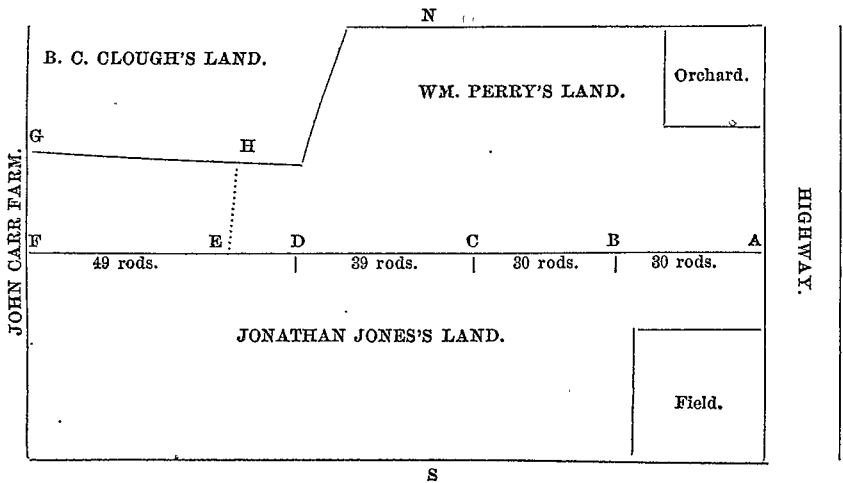 N
B. C. CLOUGH'S LAND.
WM. PERRY'S LAND.
Orchard.
G
H
JOHN CARR FARM.
HIGHWAY.
F E D C B A
49 rods. 39 rods. 30 rods. 30 rods.
JONATHAN JONES'S LAND.
Field.
S